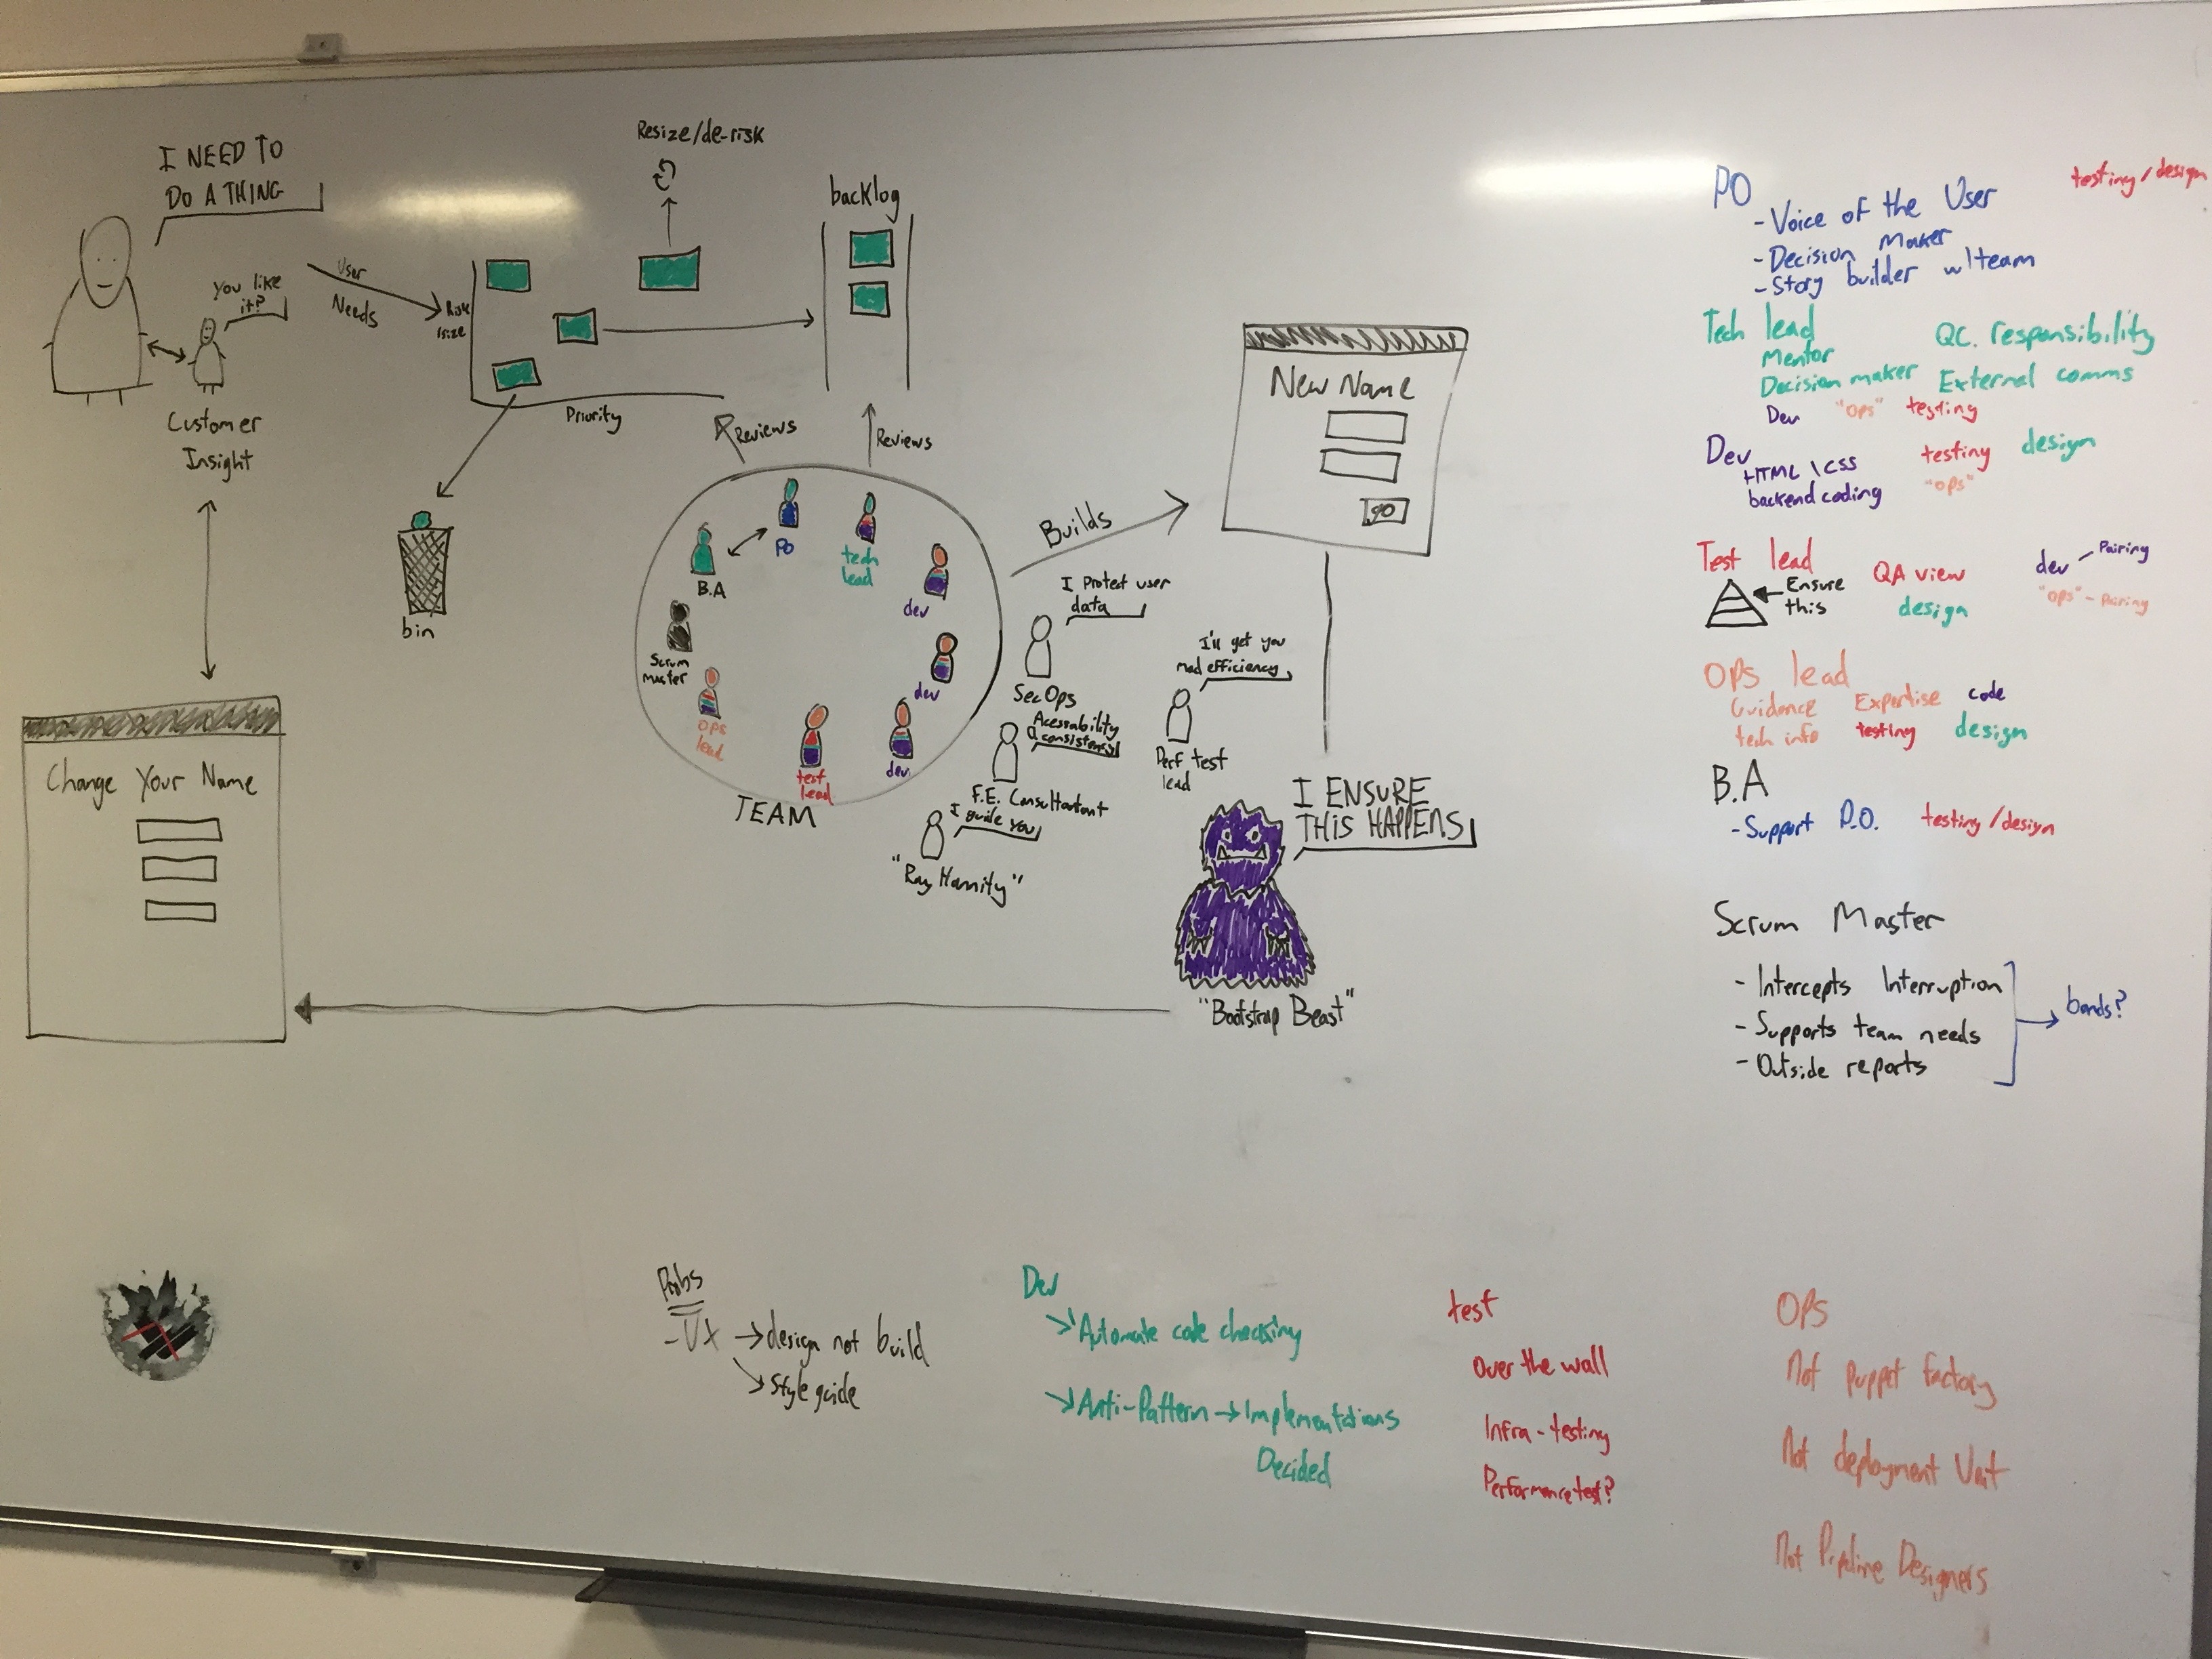 I NEED TO
DO A THING
You like
it?
User
Needs
Customer
Insight
Risk
/size
Priority
Resize/de-risk
backlog
Reviews
Reviews
bin
B.A
PO
tech
lead
dev
dev
dev
test
lead
OPS
lead
Scrum
Master
TEAM
Builds
New Name
go
I Protect user
data
SecOps
I'll get you
mad efficiency
Perf test
lead
Acessability
& consistency
F.E. Consultantant
I guide you
"Ray Hannity"
I ENSURE
THIS HAPPENS
"Bootstrap Beast"
Change Your Name
PO testing/design
- Voice of the User
- Decision Maker
- Story builder w/team
Tech lead QC. responsibility
Mentor
Decision maker External comms
Dev "OPS" testing
Dev testing design
HTML\CSS "OPS"
backend coding
Test lead QA view dev - Pairing
Ensure
this
design "OPS" - Pairing
OPS lead
Guidence Expertise code
tech info testing design
B.A
- Support P.O. testing/design
Scrum Master
- Intercepts Interruption
- Supports team needs
- Outside reports
Probs
- UX → design not build
Style guide
Dev
Automate code checking
Anti-Pattern → Implementations
Decided
test
Over the wall
Infra-testing
Performance test?
OPS
Not puppet factory
Not deployment Unit
Not Pipeline Designers